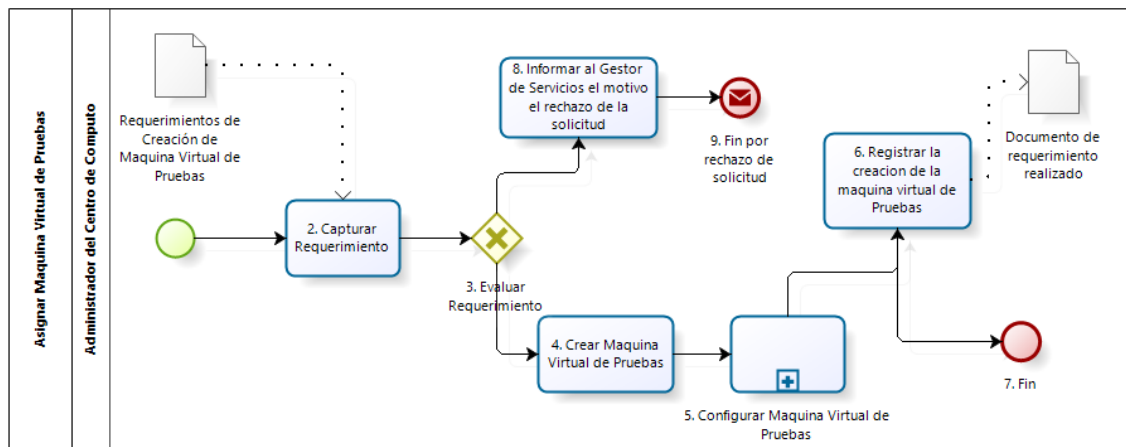 Asignar Maquina Virtual de Pruebas
Administrador del Centro de Computo
Requerimientos de
Creación de
Maquina Virtual de
Pruebas
2. Capturar
Requerimiento
3. Evaluar
Requerimiento
8. Informar al Gestor
de Servicios el motivo
el rechazo de la
solicitud
9. Fin por
rechazo de
solicitud
4. Crear Maquina
Virtual de Pruebas
5. Configurar Maquina Virtual de
Pruebas
6. Registrar la
creacion de la
maquina virtual de
Pruebas
Documento de
requerimiento
realizado
7. Fin